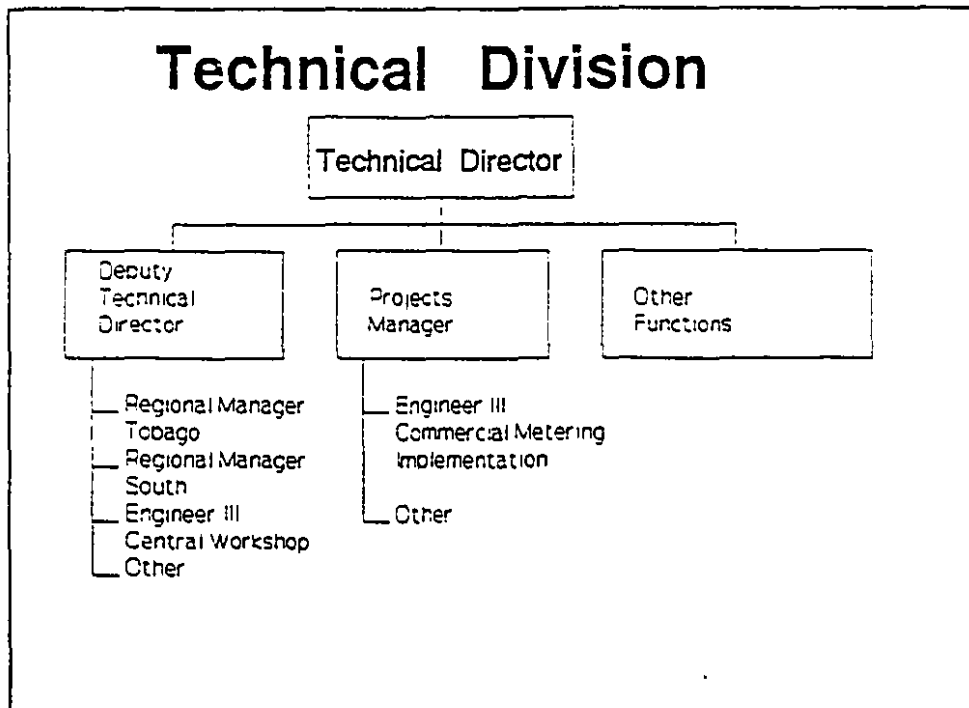 Technical Division
Technical Director
Deputy
Technical
Director
Projects
Manager
Other
Functions
Regional Manager
Tobago
Regional Manager
South
Engineer III
Central Workshop
Other
Engineer III
Commercial Metering
Implementation
Other